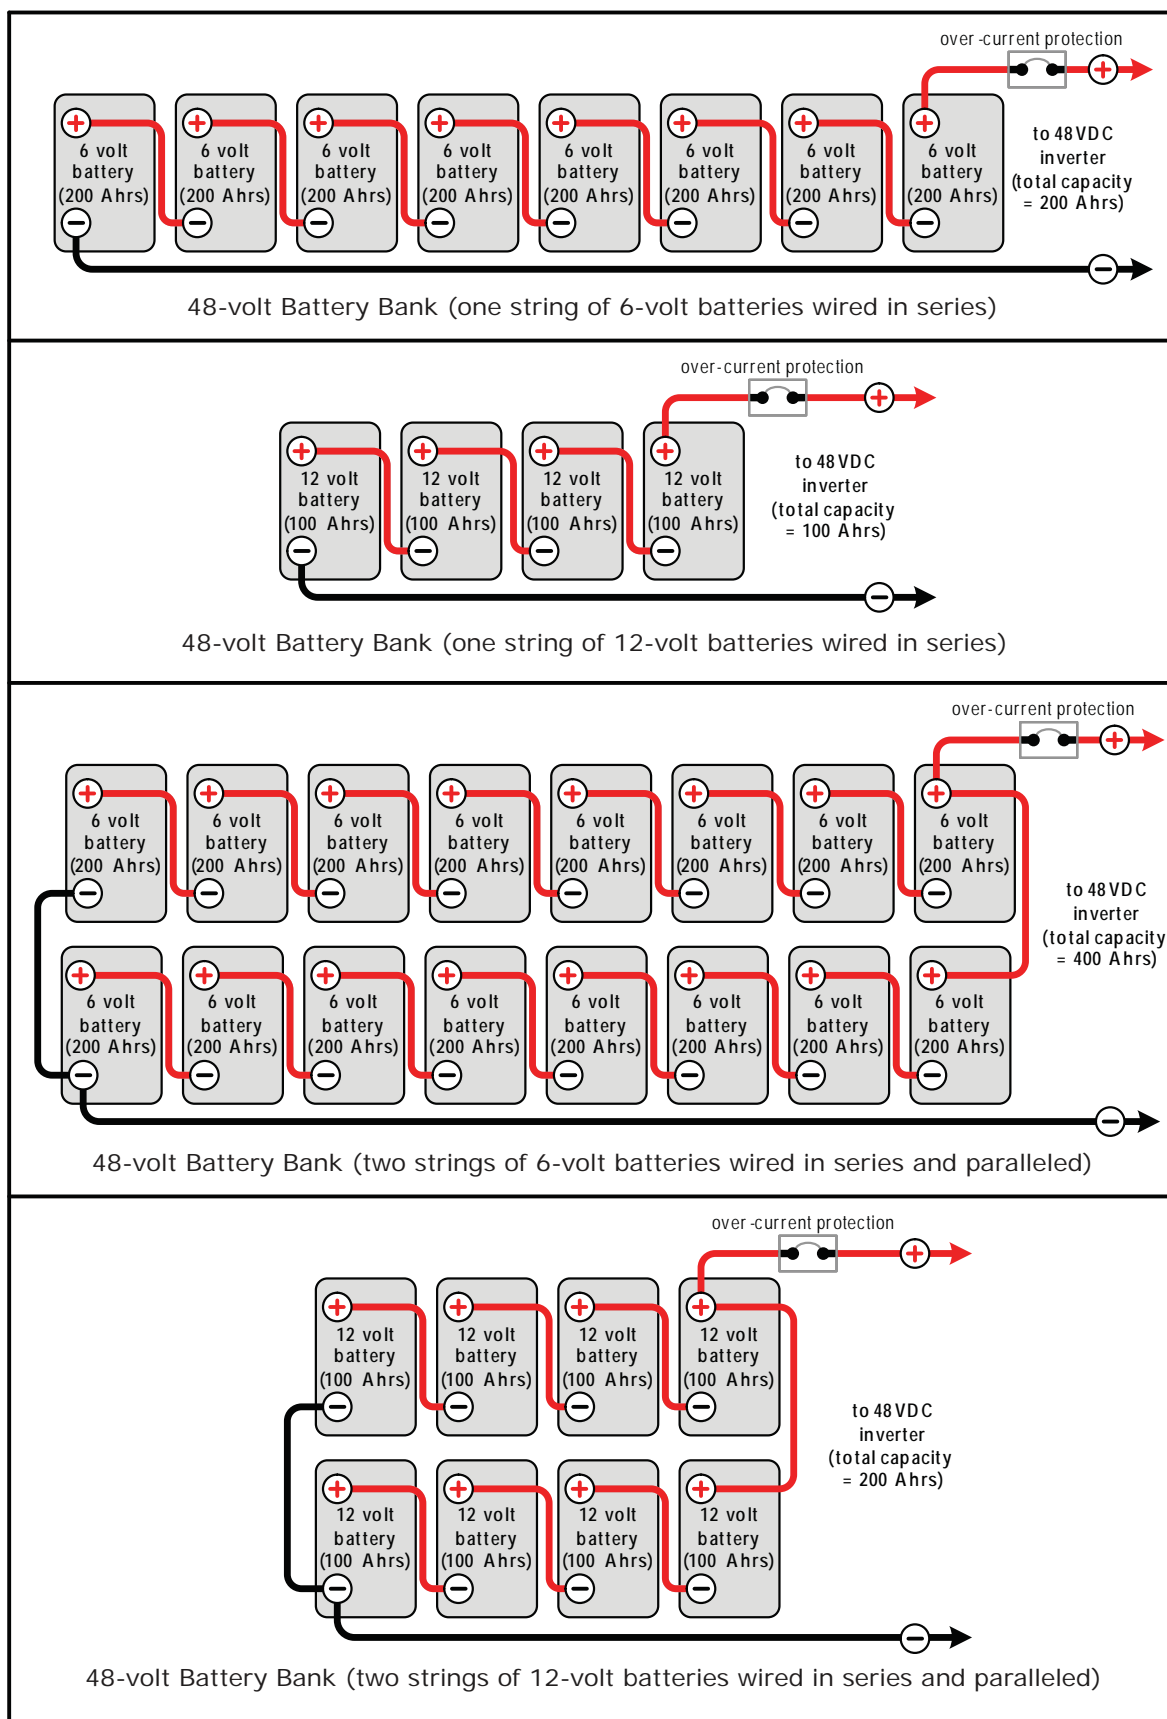 over-current protection
6 volt
battery
(200 Ahrs)
6 volt
battery
(200 Ahrs)
6 volt
battery
(200 Ahrs)
6 volt
battery
(200 Ahrs)
6 volt
battery
(200 Ahrs)
6 volt
battery
(200 Ahrs)
6 volt
battery
(200 Ahrs)
6 volt
battery
(200 Ahrs)
to 48VDC
inverter
(total capacity
= 200 Ahrs)
48-volt Battery Bank (one string of 6-volt batteries wired in series)
over-current protection
12 volt
battery
(100 Ahrs)
12 volt
battery
(100 Ahrs)
12 volt
battery
(100 Ahrs)
12 volt
battery
(100 Ahrs)
to 48VDC
inverter
(total capacity
= 100 Ahrs)
48-volt Battery Bank (one string of 12-volt batteries wired in series)
over-current protection
6 volt
battery
(200 Ahrs)
6 volt
battery
(200 Ahrs)
6 volt
battery
(200 Ahrs)
6 volt
battery
(200 Ahrs)
6 volt
battery
(200 Ahrs)
6 volt
battery
(200 Ahrs)
6 volt
battery
(200 Ahrs)
6 volt
battery
(200 Ahrs)
to 48VDC
inverter
(total capacity
= 400 Ahrs)
6 volt
battery
(200 Ahrs)
6 volt
battery
(200 Ahrs)
6 volt
battery
(200 Ahrs)
6 volt
battery
(200 Ahrs)
6 volt
battery
(200 Ahrs)
6 volt
battery
(200 Ahrs)
6 volt
battery
(200 Ahrs)
6 volt
battery
(200 Ahrs)
48-volt Battery Bank (two strings of 6-volt batteries wired in series and paralleled)
over-current protection
12 volt
battery
(100 Ahrs)
12 volt
battery
(100 Ahrs)
12 volt
battery
(100 Ahrs)
12 volt
battery
(100 Ahrs)
to 48VDC
inverter
(total capacity
= 200 Ahrs)
12 volt
battery
(100 Ahrs)
12 volt
battery
(100 Ahrs)
12 volt
battery
(100 Ahrs)
12 volt
battery
(100 Ahrs)
48-volt Battery Bank (two strings of 12-volt batteries wired in series and paralleled)